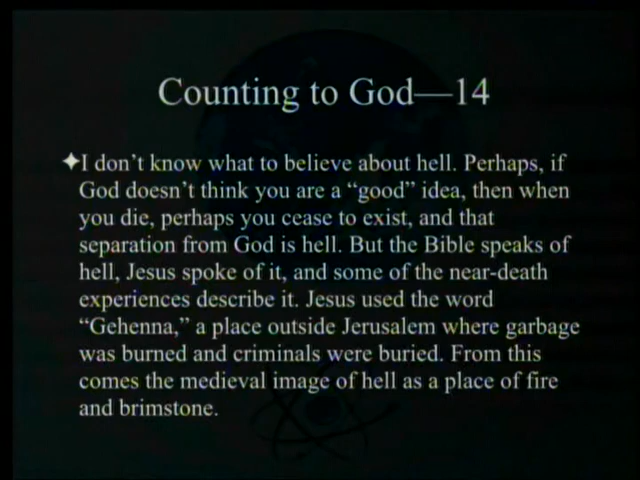 Counting to God—14
✦I don't know what to believe about hell. Perhaps, if
God doesn't think you are a “good” idea, then when
you die, perhaps you cease to exist, and that
separation from God is hell. But the Bible speaks of
hell, Jesus spoke of it, and some of the near-death
experiences describe it. Jesus used the word
“Gehenna,” a place outside Jerusalem where garbage
was burned and criminals were buried. From this
comes the medieval image of hell as a place of fire
and brimstone.